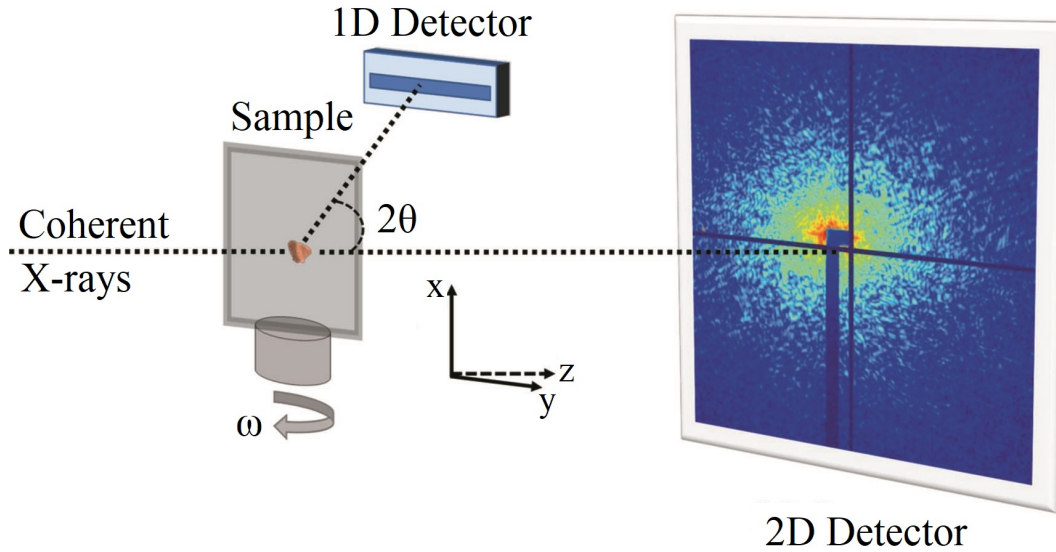 1D Detector
Sample
Coherent
2θ
X-rays
x
z
y
ω
2D Detector